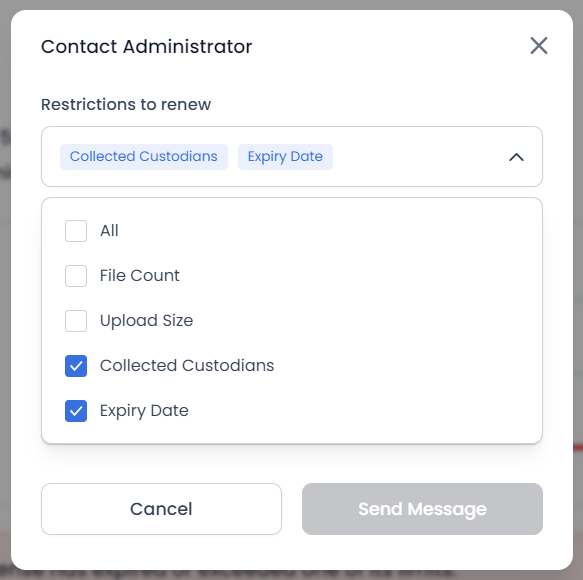 Contact Administrator
Restrictions to renew
Collected Custodians Expiry Date
All
File Count
Upload Size
Collected Custodians
Expiry Date
Cancel Send Message